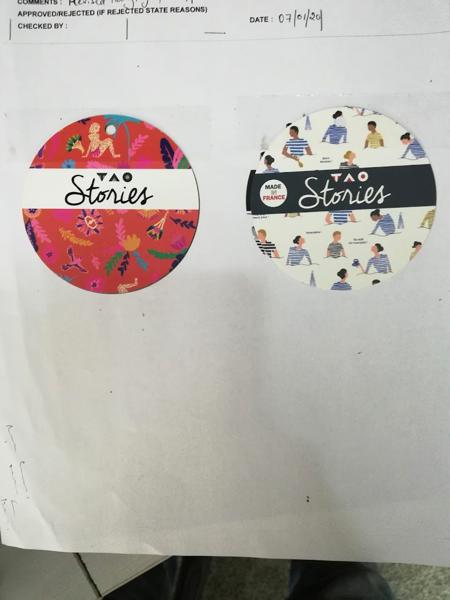 COMMENTS : Revised
APPROVED/REJECTED (IF REJECTED STATE REASONS)
CHECKED BY :
DATE : 07/01/20
TAO
Stories
TAO
Stories
MADE
IN
FRANCE